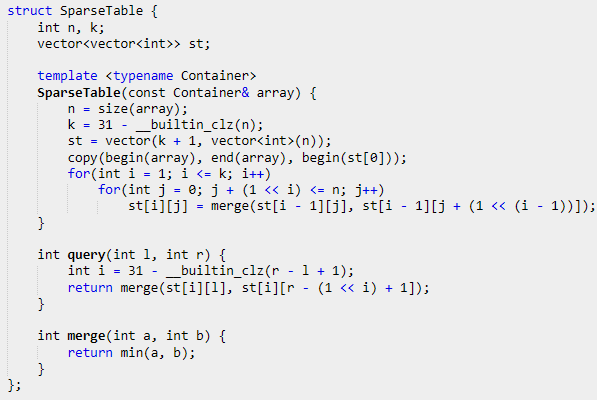 struct SparseTable {
    int n, k;
    vector<vector<int>> st;

    template <typename Container>
    SparseTable(const Container& array) {
        n = size(array);
        k = 31 - __builtin_clz(n);
        st = vector(k + 1, vector<int>(n));
        copy(begin(array), end(array), begin(st[0]));
        for(int i = 1; i <= k; i++)
            for(int j = 0; j + (1 << i) <= n; j++)
                st[i][j] = merge(st[i - 1][j], st[i - 1][j + (1 << (i - 1))]);
    }

    int query(int l, int r) {
        int i = 31 - __builtin_clz(r - l + 1);
        return merge(st[i][l], st[i][r - (1 << i) + 1]);
    }

    int merge(int a, int b) {
        return min(a, b);
    }
};